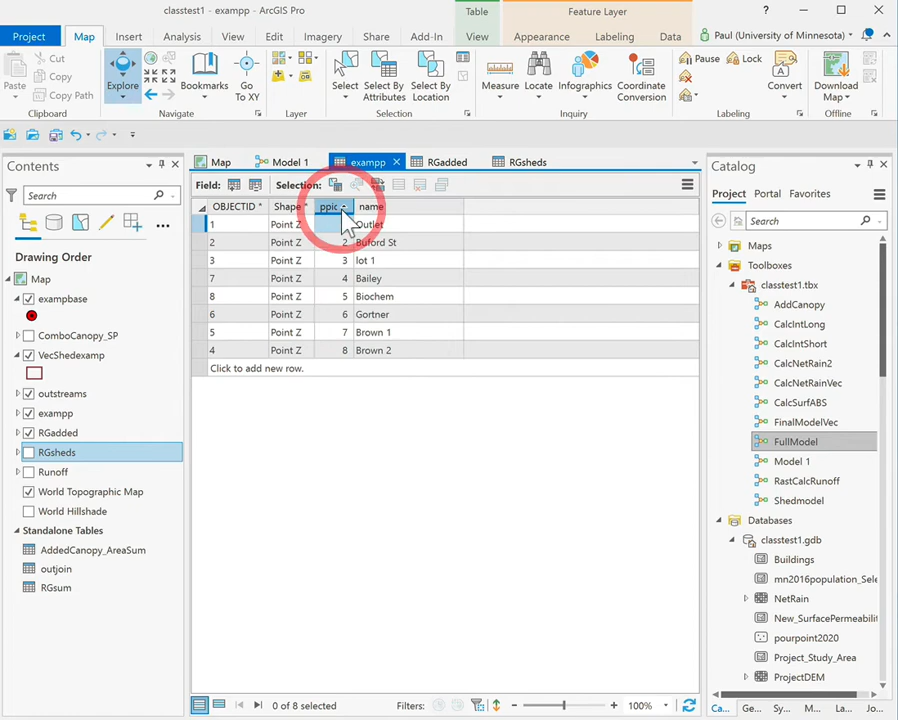 classtest1 - exampp - ArcGIS Pro
Table
Feature Layer
?
Project
Map
Insert
Analysis
View
Edit
Imagery
Share
Add-In
View
Appearance
Labeling
Data
Paul (University of Minnesota)
Paste
Cut
Copy
Copy Path
Clipboard
Explore
Bookmarks
Go To XY
Navigate
Layer
Select
Select By Attributes
Select By Location
Selection
Measure
Locate
Infographics
Coordinate Conversion
Inquiry
Pause
Lock
Convert
Labeling
Download Map
Offline
Contents
Search
Drawing Order
Map
exampbase
ComboCanopy_SP
VecShedexamp
outstreams
exampp
RGadded
RGsheds
Runoff
World Topographic Map
World Hillshade
Standalone Tables
AddedCanopy_AreaSum
outjoin
RGsum
Map
Model 1
exampp
RGadded
RGsheds
Field:
Selection:
OBJECTID * Shape * ppid name
1 Point Z Outlet
2 Point Z 2 Buford St
3 Point Z 3 lot 1
7 Point Z 4 Bailey
8 Point Z 5 Biochem
6 Point Z 6 Gortner
5 Point Z 7 Brown 1
4 Point Z 8 Brown 2
Click to add new row.
0 of 8 selected
Filters:
100%
Catalog
Project
Portal
Favorites
Search
Maps
Toolboxes
classtest1.tbx
AddCanopy
CalcIntLong
CalcIntShort
CalcNetRain2
CalcNetRainVec
CalcSurfABS
FinalModelVec
FullModel
Model 1
RastCalcRunoff
Shedmodel
Databases
classtest1.gdb
Buildings
mn2016population_Sele
NetRain
New_SurfacePermeabili
pourpoint2020
Project_Study_Area
ProjectDEM
Ca...
Ge...
Sy...
M...
La...
Jo...